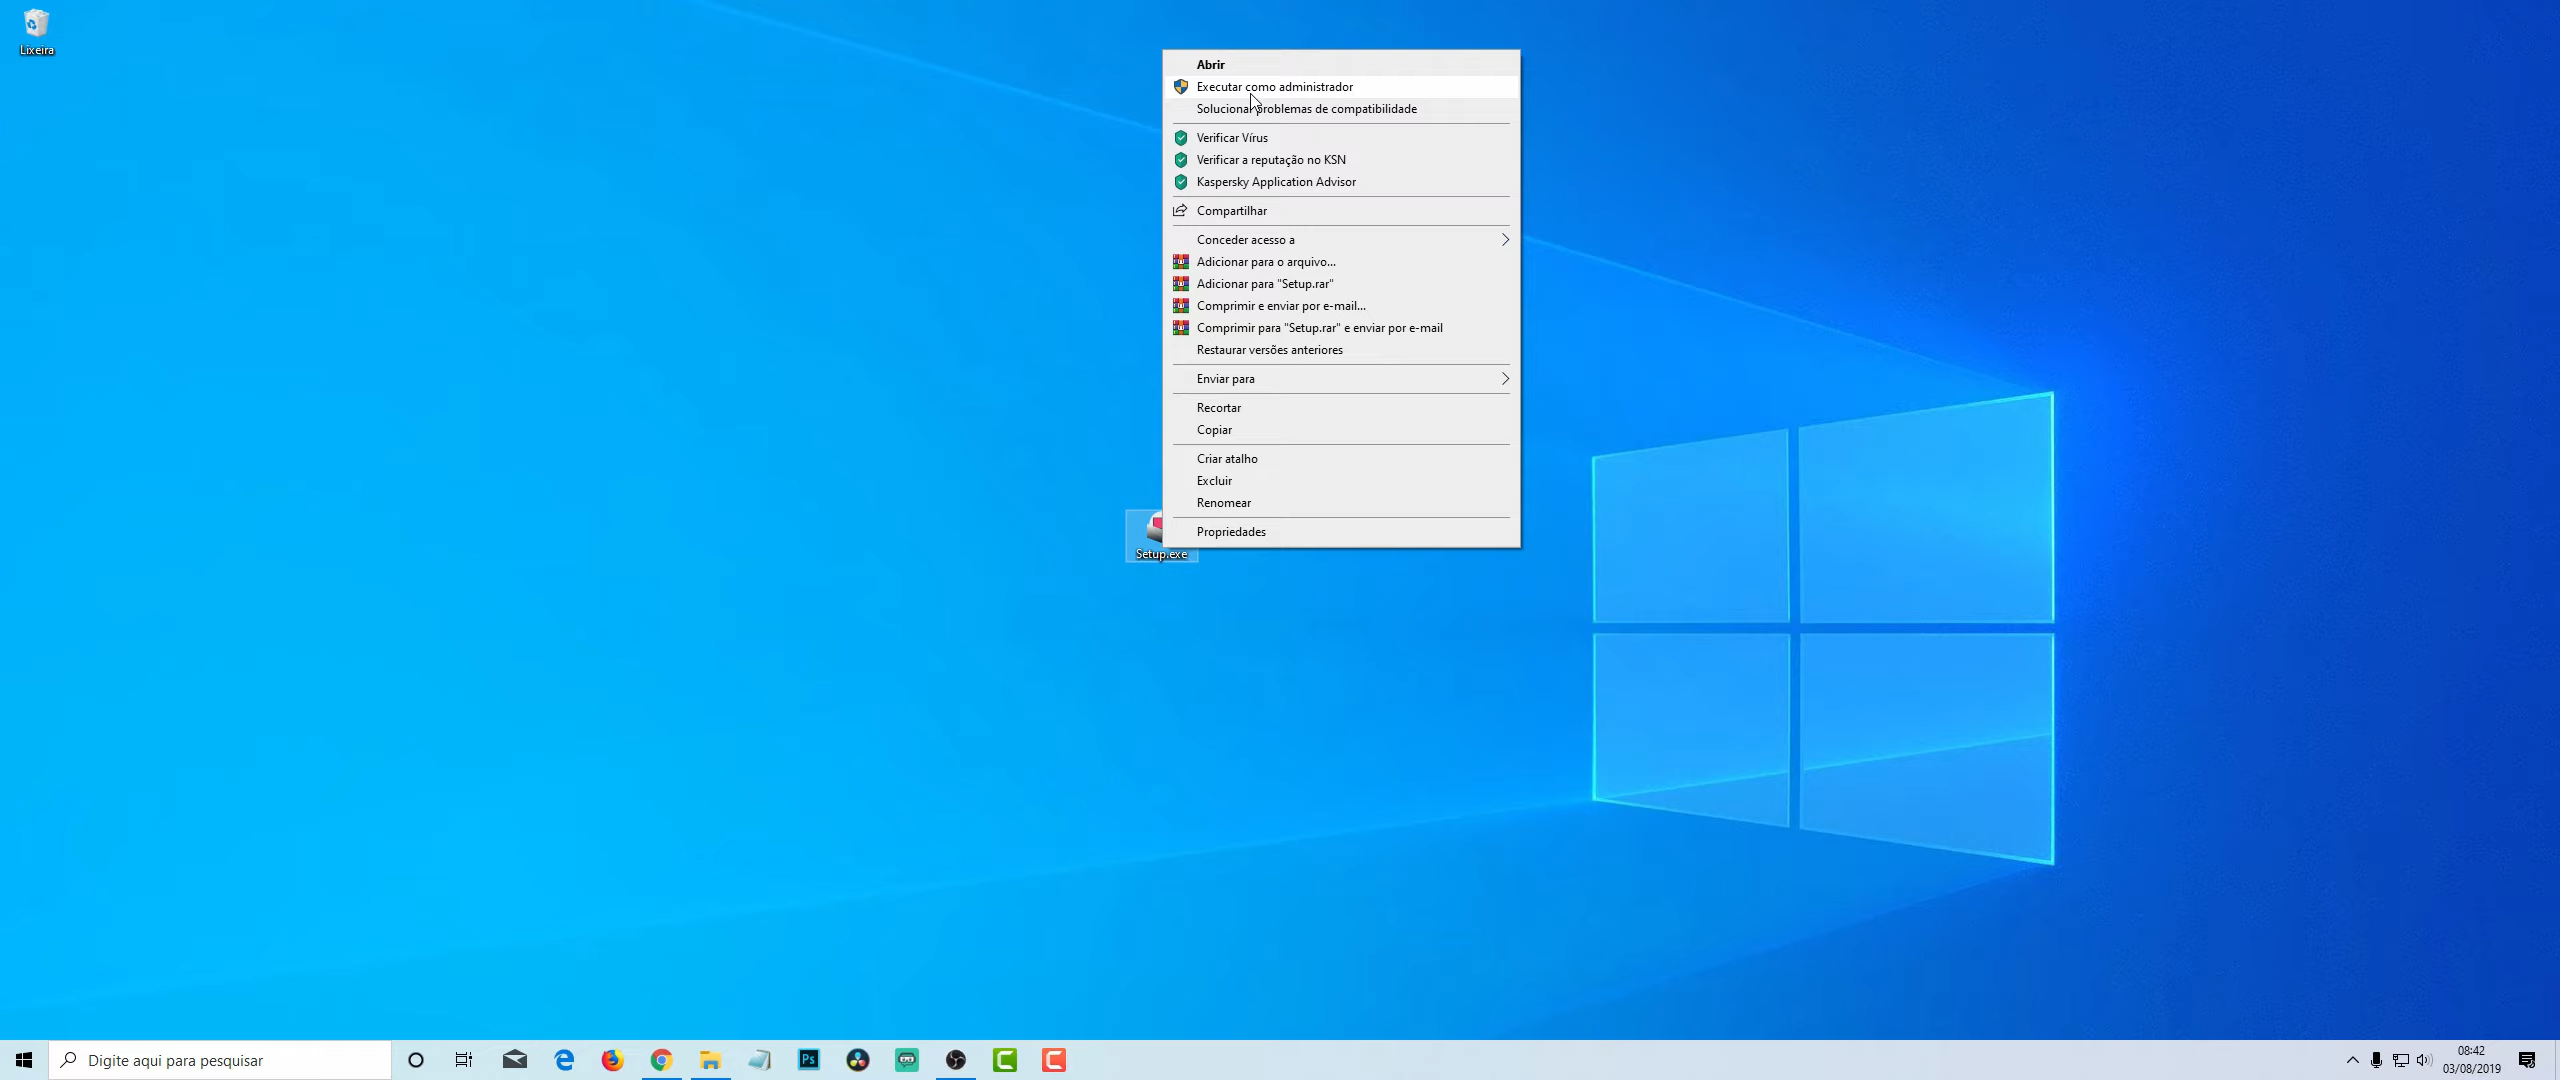 Lixeira
Abrir
Executar como administrador
Solucionar problemas de compatibilidade
Verificar Vírus
Verificar a reputação no KSN
Kaspersky Application Advisor
Compartilhar
Conceder acesso a
Adicionar para o arquivo...
Adicionar para "Setup.rar"
Comprimir e enviar por e-mail...
Comprimir para "Setup.rar" e enviar por e-mail
Restaurar versões anteriores
Enviar para
Recortar
Copiar
Criar atalho
Excluir
Renomear
Propriedades
Setup.exe
Digite aqui para pesquisar
Ps
08:42
03/08/2019